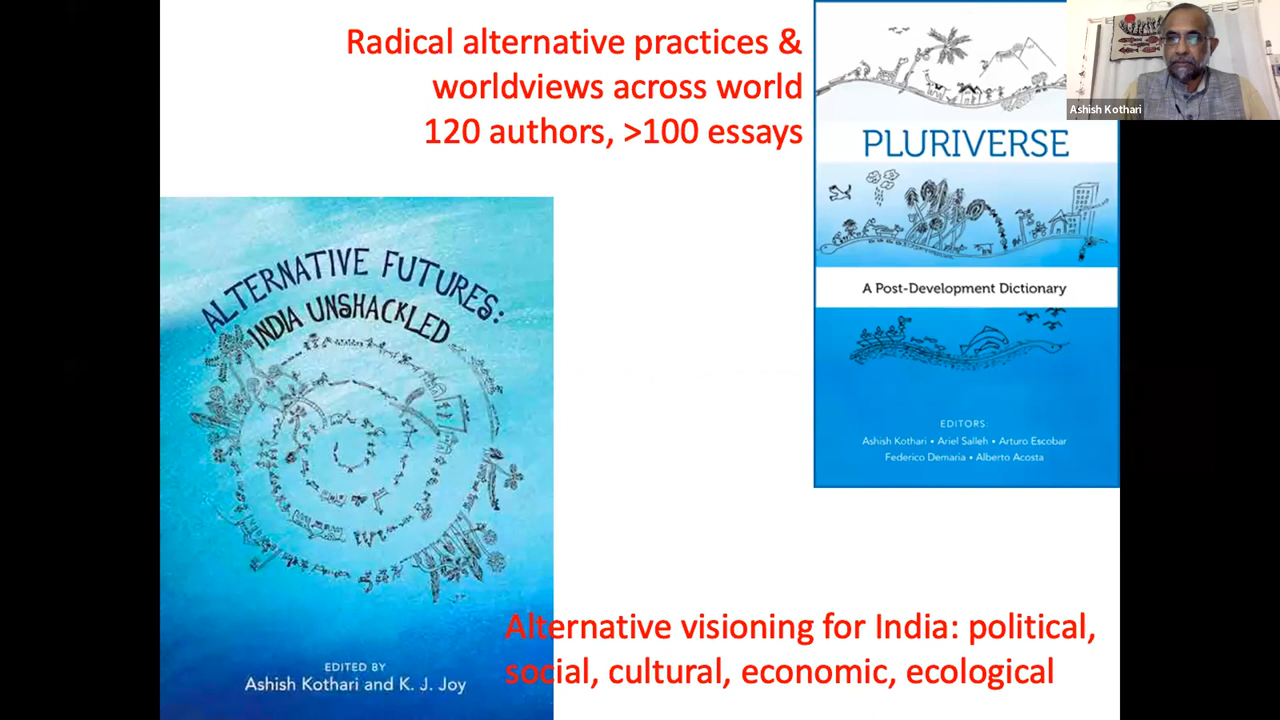 Radical alternative practices &
worldviews across world
120 authors, >100 essays
Ashish Kothari
PLURIVERSE
A Post-Development Dictionary
EDITORS:
Ashish Kothari • Ariel Salleh • Arturo Escobar
Federico Demaria • Alberto Acosta
ALTERNATIVE FUTURES:
INDIA UNSHACKLED
EDITED BY
Ashish Kothari and K. J. Joy
Alternative visioning for India: political,
social, cultural, economic, ecological